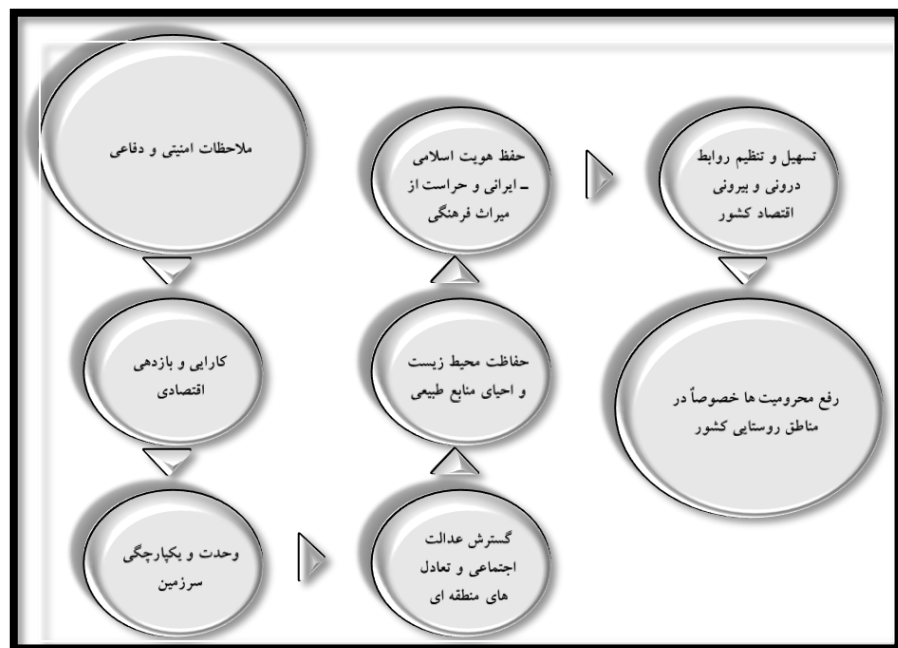 ملاحظات امنیتی و دفاعی
کارایی و بازدهی
اقتصادی
وحدت و یکپارچگی
سرزمین
گسترش عدالت
اجتماعی و تعادل
های منطقه ای
حفاظت محیط زیست
و احیای منابع طبیعی
حفظ هویت اسلامی
– ایرانی و حراست از
میراث فرهنگی
تسهیل و تنظیم روابط
درونی و بیرونی
اقتصاد کشور
رفع محرومیت ها خصوصاً در
مناطق روستایی کشور